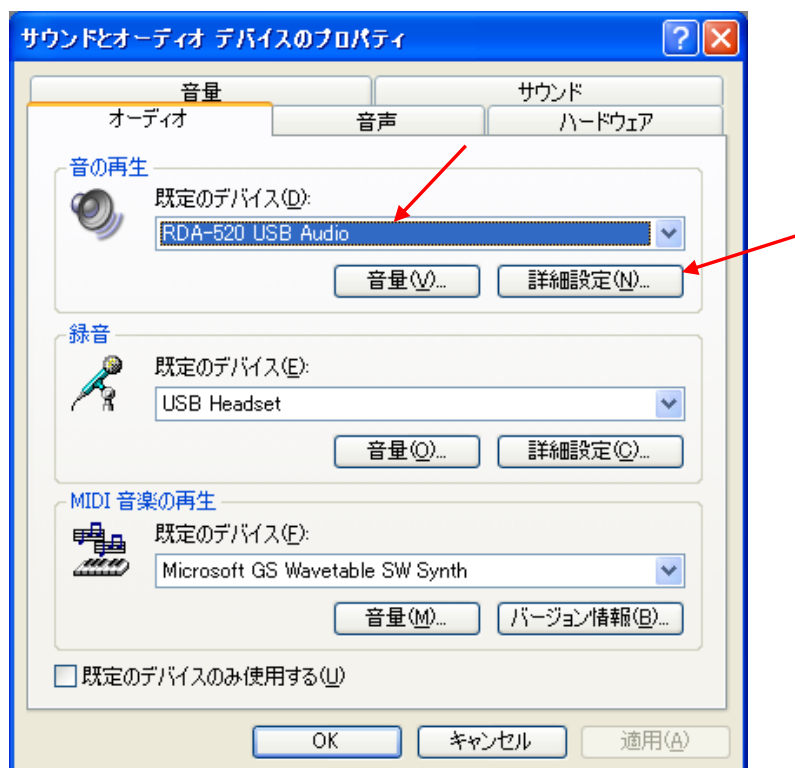 サウンドとオーディオ デバイスのプロパティ
音量 サウンド
オーディオ 音声 ハードウェア
音の再生
既定のデバイス(D):
RDA-520 USB Audio
音量(V)... 詳細設定(N)...
録音
既定のデバイス(E):
USB Headset
音量(O)... 詳細設定(C)...
MIDI 音楽の再生
既定のデバイス(F):
Microsoft GS Wavetable SW Synth
音量(M)... バージョン情報(B)...
既定のデバイスのみ使用する(U)
OK キャンセル 適用(A)